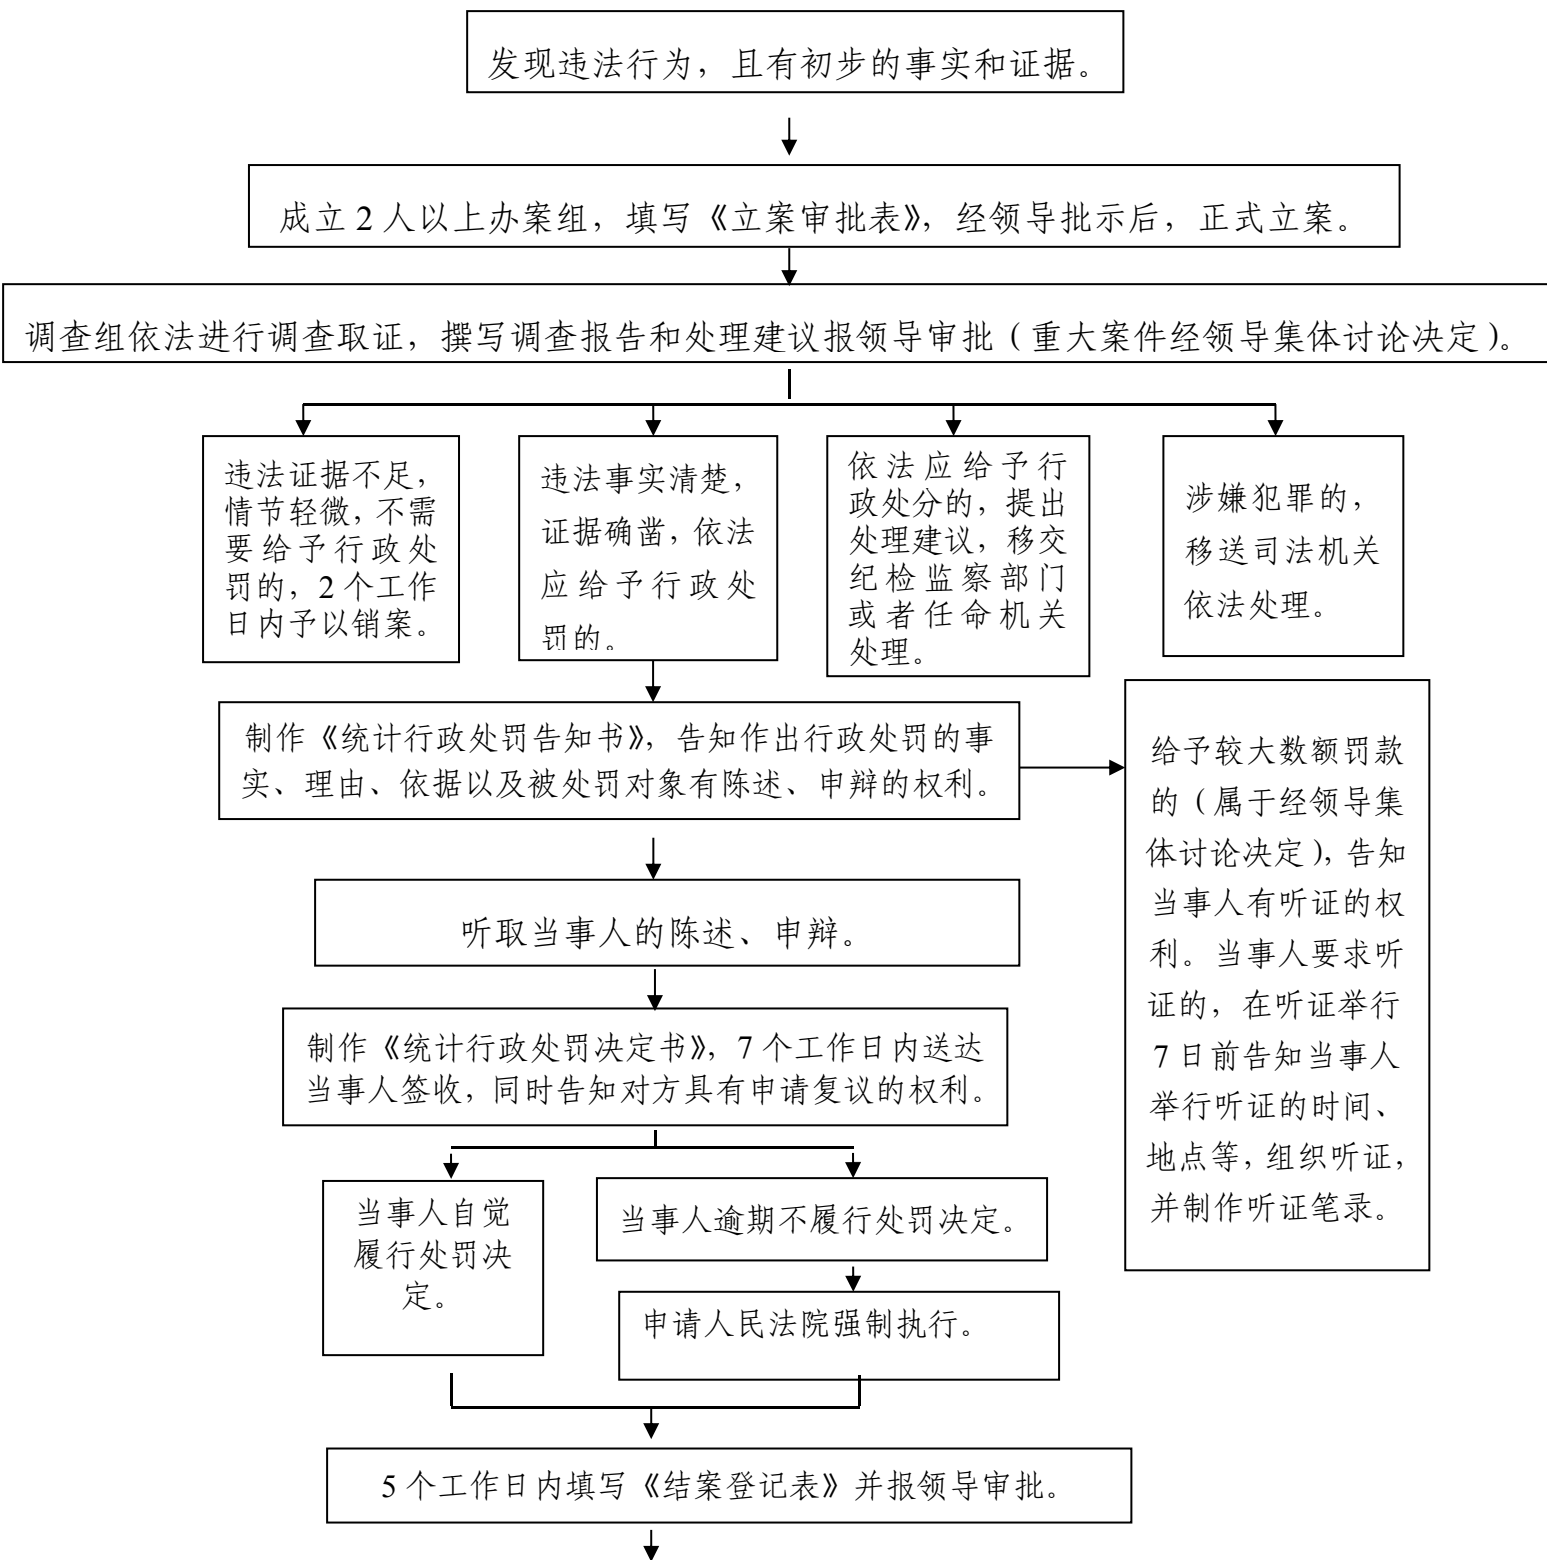 发现违法行为，且有初步的事实和证据。
成立 2 人以上办案组，填写《立案审批表》，经领导批示后，正式立案。
调查组依法进行调查取证，撰写调查报告和处理建议报领导审批（重大案件经领导集体讨论决定）。
违法证据不足，
情节轻微，不需
要给予行政处
罚的，2 个工作
日内予以销案。
违法事实清楚，
证据确凿，依法
应给予行政处
罚的。
依法应给予行
政处分的，提出
处理建议，移交
纪检监察部门
或者任命机关
处理。
涉嫌犯罪的，
移送司法机关
依法处理。
制作《统计行政处罚告知书》，告知作出行政处罚的事
实、理由、依据以及被处罚对象有陈述、申辩的权利。
给予较大数额罚款
的（属于经领导集
体讨论决定），告知
当事人有听证的权
利。当事人要求听
证的，在听证举行
7 日前告知当事人
举行听证的时间、
地点等，组织听证，
并制作听证笔录。
听取当事人的陈述、申辩。
制作《统计行政处罚决定书》，7 个工作日内送达
当事人签收，同时告知对方具有申请复议的权利。
当事人自觉
履行处罚决
定。
当事人逾期不履行处罚决定。
申请人民法院强制执行。
5 个工作日内填写《结案登记表》并报领导审批。